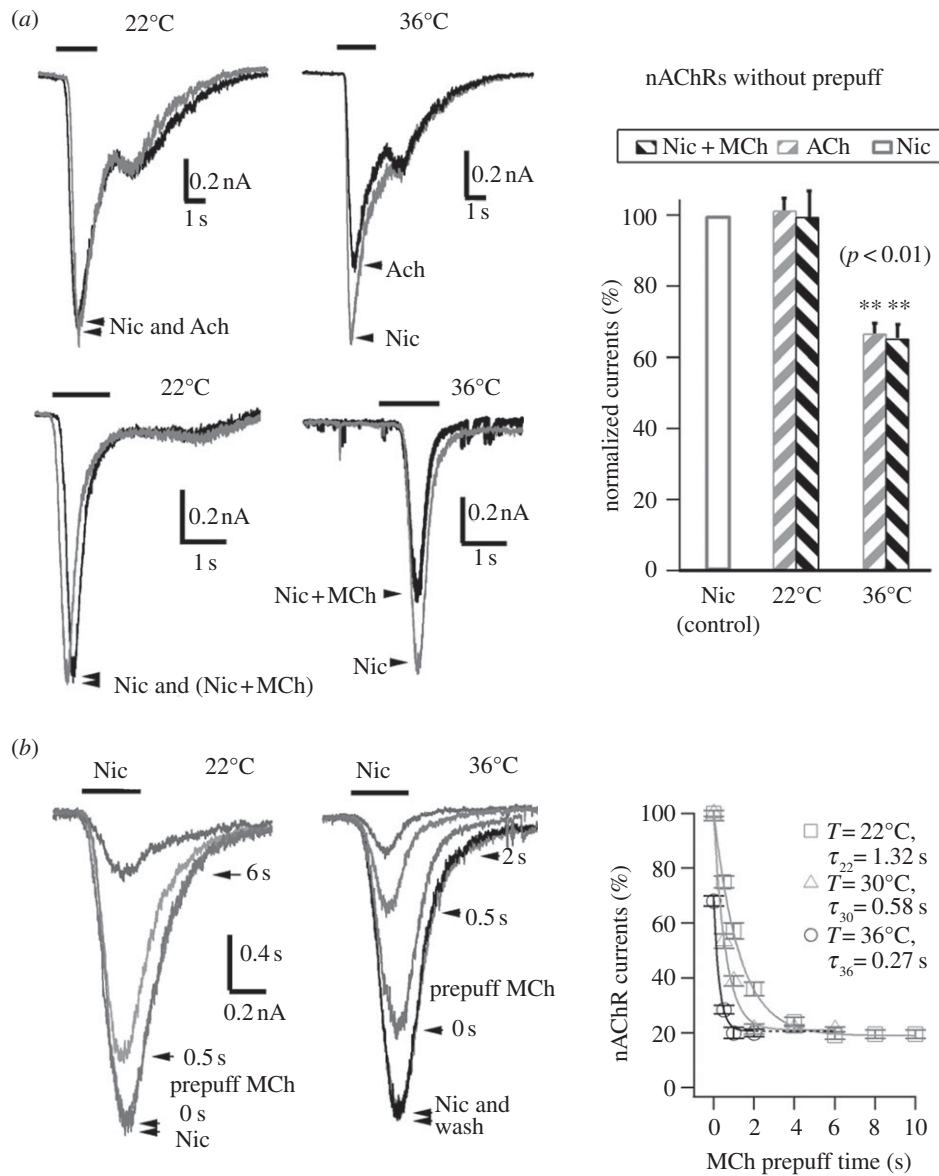 (a)
22°C
36°C
0.2 nA
1 s
Nic and Ach
0.2 nA
1 s
Ach
Nic
22°C
36°C
0.2 nA
1 s
Nic and (Nic+MCh)
0.2 nA
1 s
Nic+MCh
Nic
nAChRs without prepuff
Nic+MCh ACh Nic
normalized currents (%)
100
80
60
40
20
0
(p < 0.01)
** **
Nic
(control)
22°C
36°C
(b)
Nic 22°C
6 s
0.4 s
0.2 nA
0.5 s
prepuff MCh
0 s
Nic
Nic 36°C
2 s
0.5 s
prepuff MCh
0 s
Nic and
wash
nAChR currents (%)
100
80
60
40
20
0
T = 22°C,
τ22 = 1.32 s
T = 30°C,
τ30 = 0.58 s
T = 36°C,
τ36 = 0.27 s
0 2 4 6 8 10
MCh prepuff time (s)